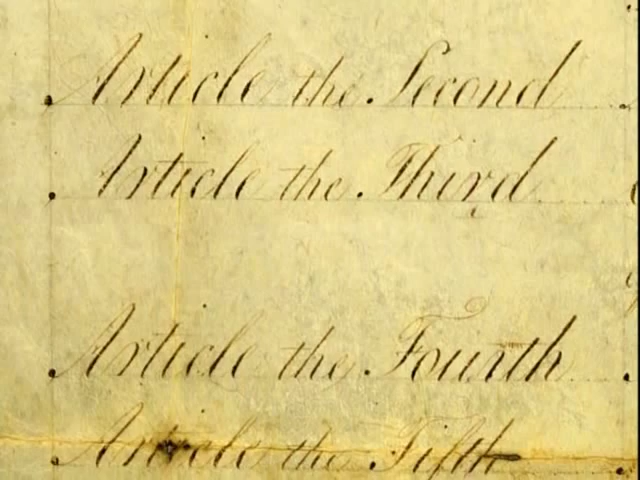 Article the Second
Article the Third
Article the Fourth
Article the Fifth